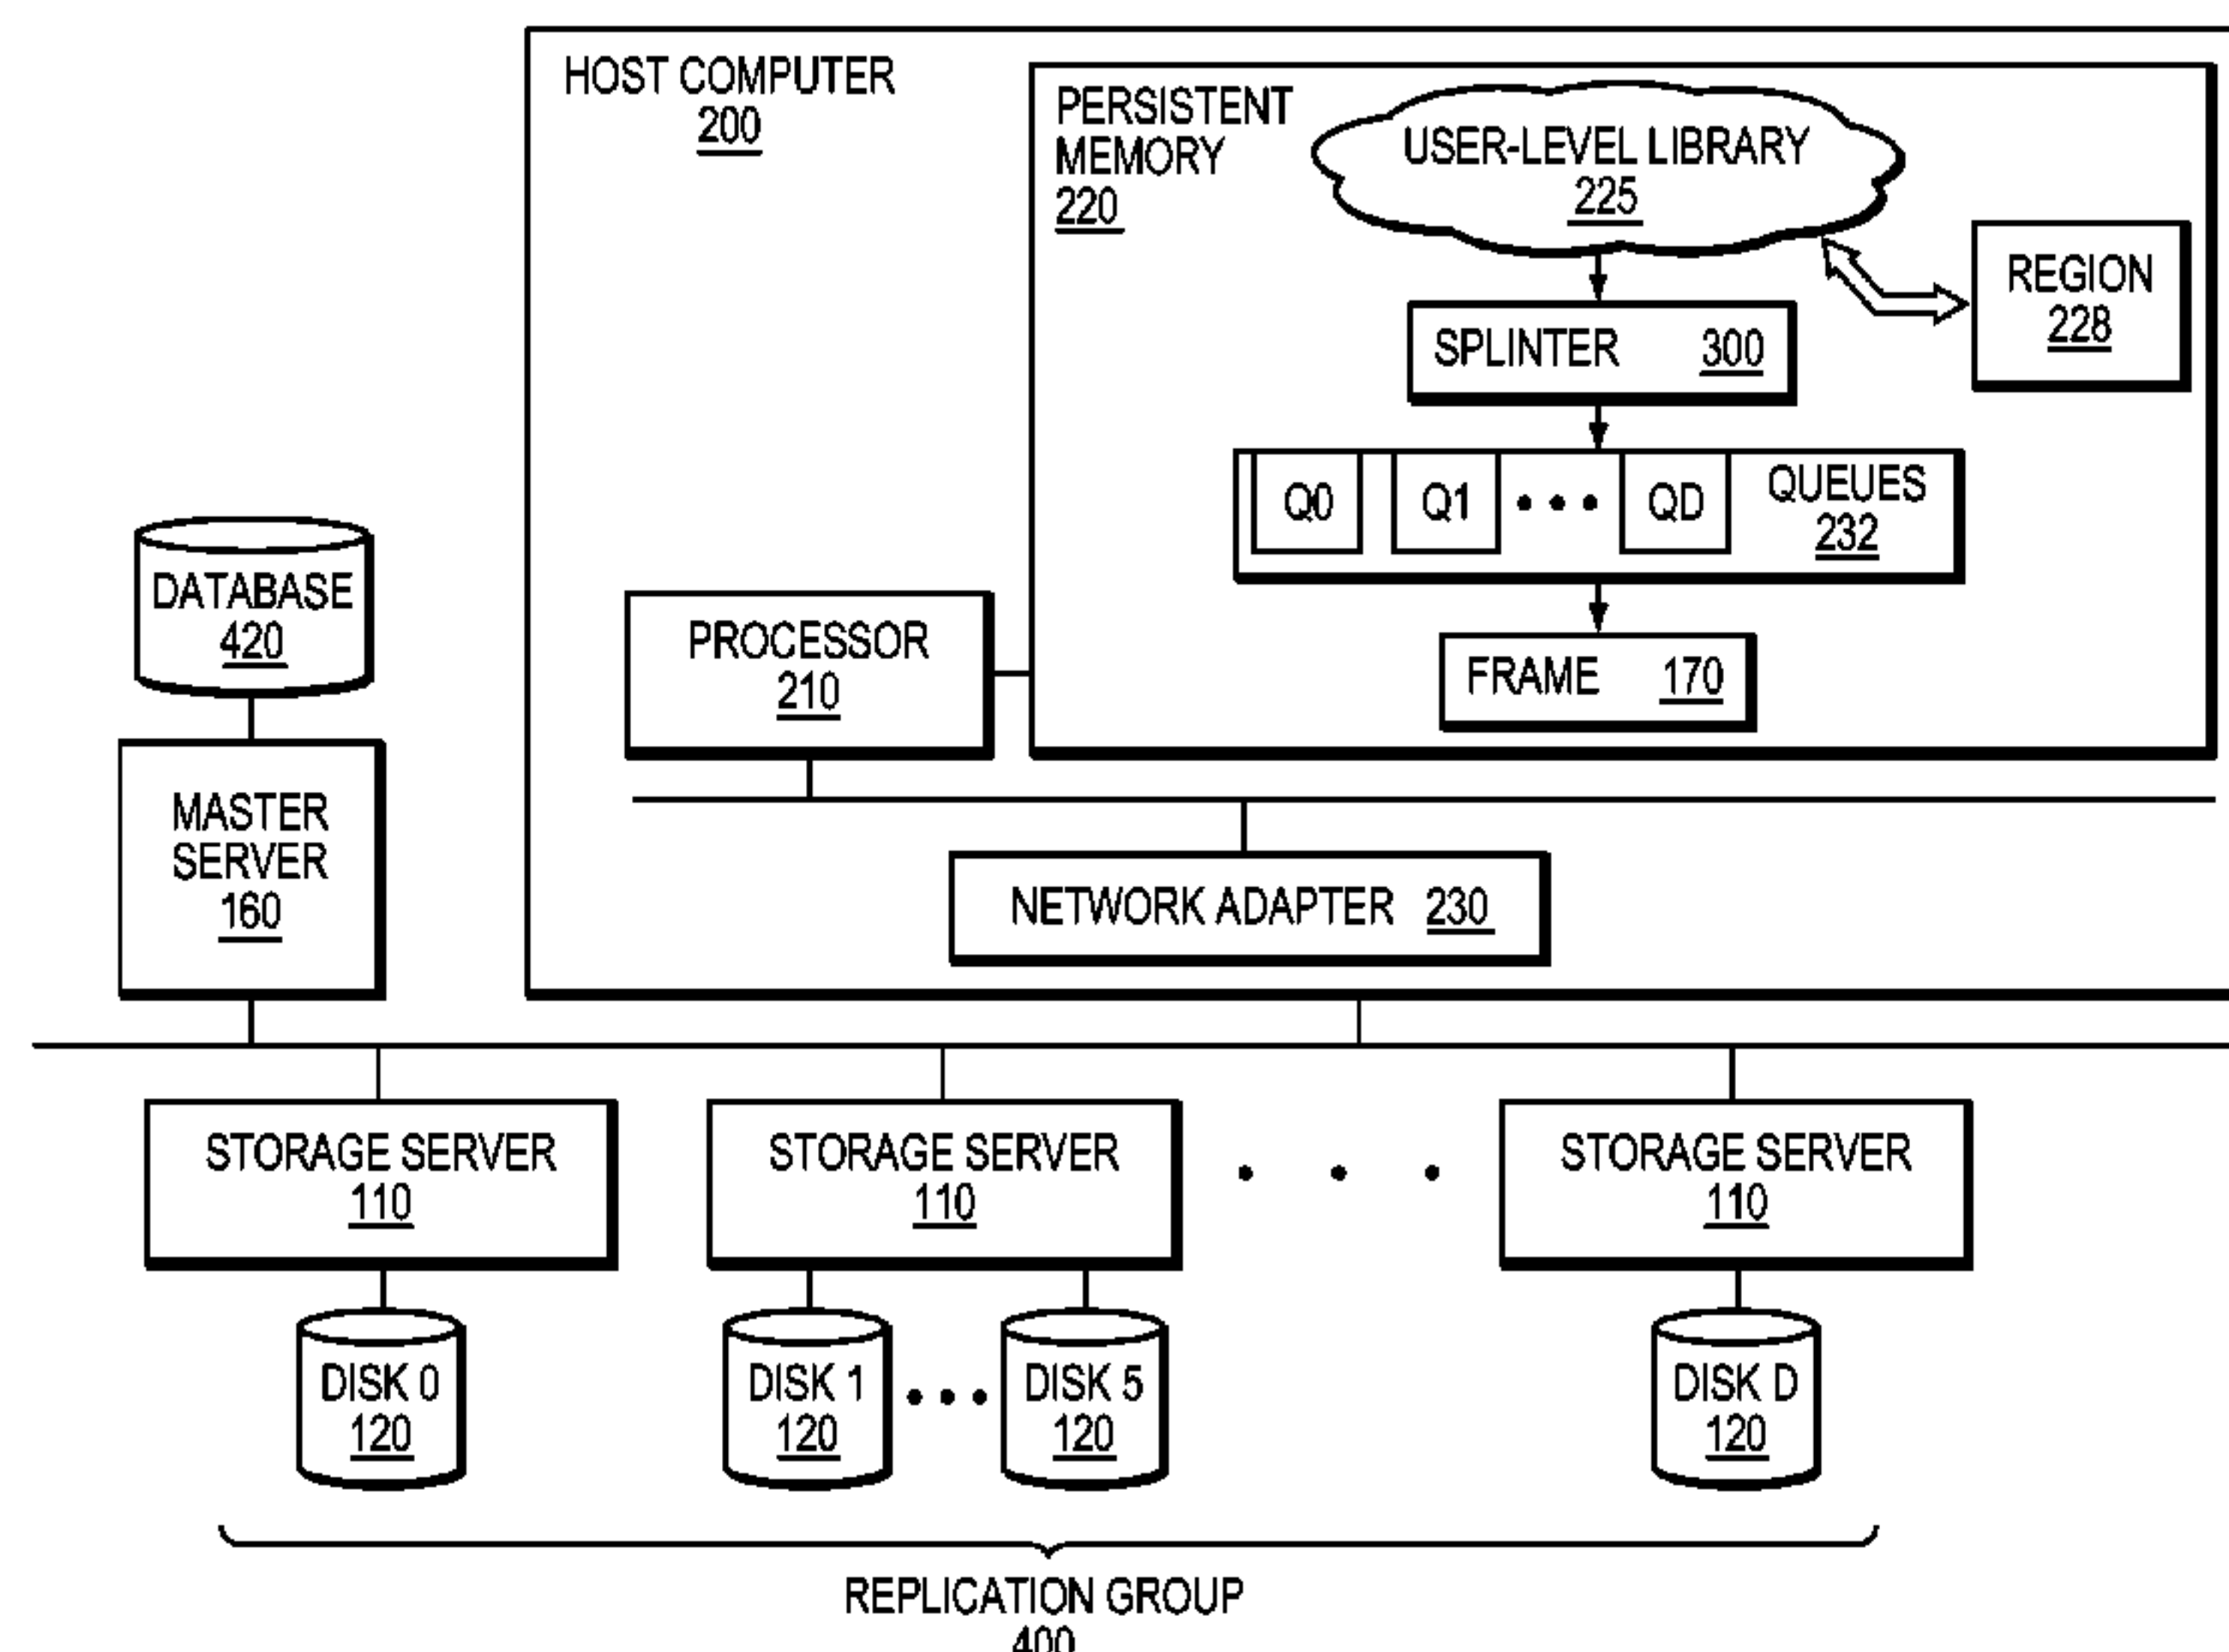 HOST COMPUTER
200
PERSISTENT
MEMORY
220
USER-LEVEL LIBRARY
225
REGION
228
SPLINTER 300
Q0 Q1 ••• QD QUEUES
232
FRAME 170
PROCESSOR
210
DATABASE
420
MASTER
SERVER
160
NETWORK ADAPTER 230
STORAGE SERVER
110
STORAGE SERVER
110
• • •
STORAGE SERVER
110
DISK 0
120
DISK 1
120
•••
DISK 5
120
DISK D
120
REPLICATION GROUP
400